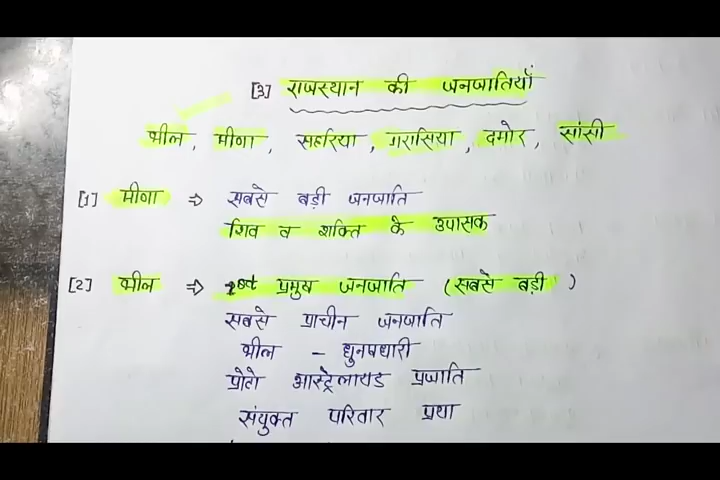 [3] राजस्थान की जनजातियाँ
भील, मीणा, सहरिया, गरासिया, दमोर, सांसी
[1] मीणा ⇒ सबसे बड़ी जनजाति
शिव व शक्ति के उपासक
[2] भील ⇒ प्रमुख जनजाति (सबसे बड़ी)
सबसे प्राचीन जनजाति
भील - धुनषधारी
प्रोटो आस्ट्रेलायड प्रजाति
संयुक्त परिवार प्रथा